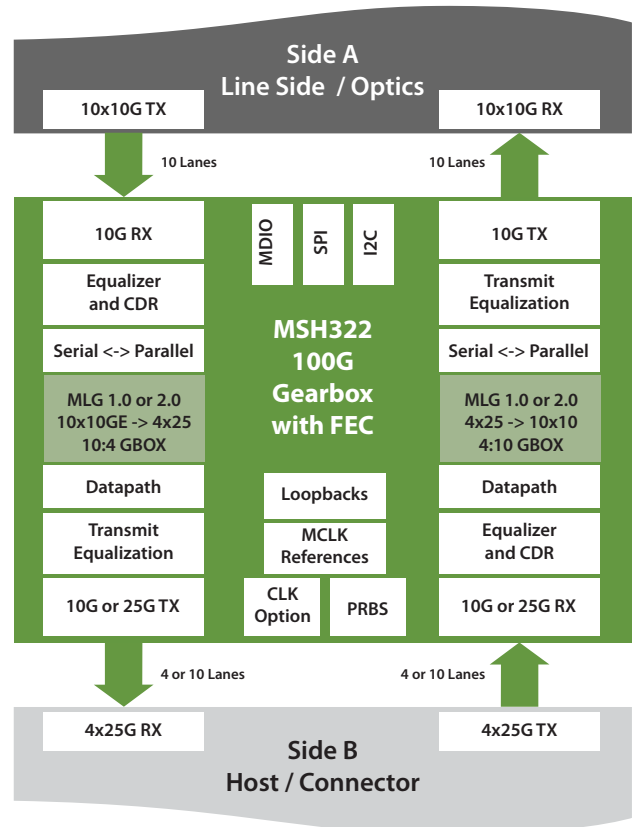 Side A
Line Side / Optics
10x10G TX
10x10G RX
10 Lanes
10 Lanes
10G RX
Equalizer
and CDR
Serial <-> Parallel
MLG 1.0 or 2.0
10x10GE -> 4x25
10:4 GBOX
Datapath
Transmit
Equalization
10G or 25G TX
MDIO
SPI
I2C
MSH322
100G
Gearbox
with FEC
Loopbacks
MCLK
References
CLK
Option
PRBS
10G TX
Transmit
Equalization
Serial <-> Parallel
MLG 1.0 or 2.0
4x25 -> 10x10
4:10 GBOX
Datapath
Equalizer
and CDR
10G or 25G RX
4 or 10 Lanes
4 or 10 Lanes
4x25G RX
4x25G TX
Side B
Host / Connector